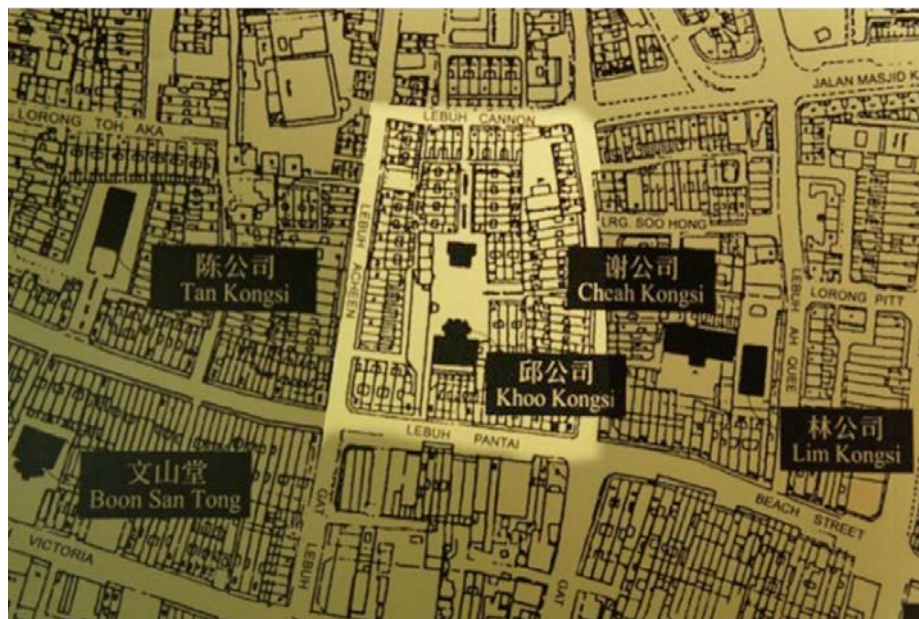 JALAN MASJID K
LORONG TOH AKA
LEBUH CANNON
LRG. SOO HONG
LEBUH ACHEEN
陈公司
Tan Kongsi
谢公司
Cheah Kongsi
LEBUH AH QUEE
LORONG PITT
邱公司
Khoo Kongsi
林公司
Lim Kongsi
LEBUH PANTAI
文山堂
Boon San Tong
BEACH STREET
GAT LEBUH
VICTORIA
GAT